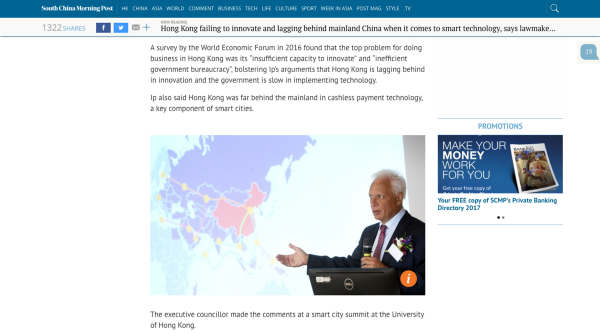 South China Morning Post HK CHINA ASIA WORLD COMMENT BUSINESS TECH LIFE CULTURE SPORT WEEK IN ASIA POST MAG STYLE .TV
1322 SHARES
NOW READING
Hong Kong failing to innovate and lagging behind mainland China when it comes to smart technology, says lawmake...
19
A survey by the World Economic Forum in 2016 found that the top problem for doing
business in Hong Kong was its “insufficient capacity to innovate” and “inefficient
government bureaucracy”, bolstering Ip's arguments that Hong Kong is lagging behind
in innovation and the government is slow in implementing technology.
Ip also said Hong Kong was far behind the mainland in cashless payment technology,
a key component of smart cities.
DELL
i
The executive councillor made the comments at a smart city summit at the University
of Hong Kong.
PROMOTIONS
MAKE YOUR
MONEY
WORK
FOR YOU
Get your free copy of
Your FREE copy of SCMP's Private Banking
Directory 2017